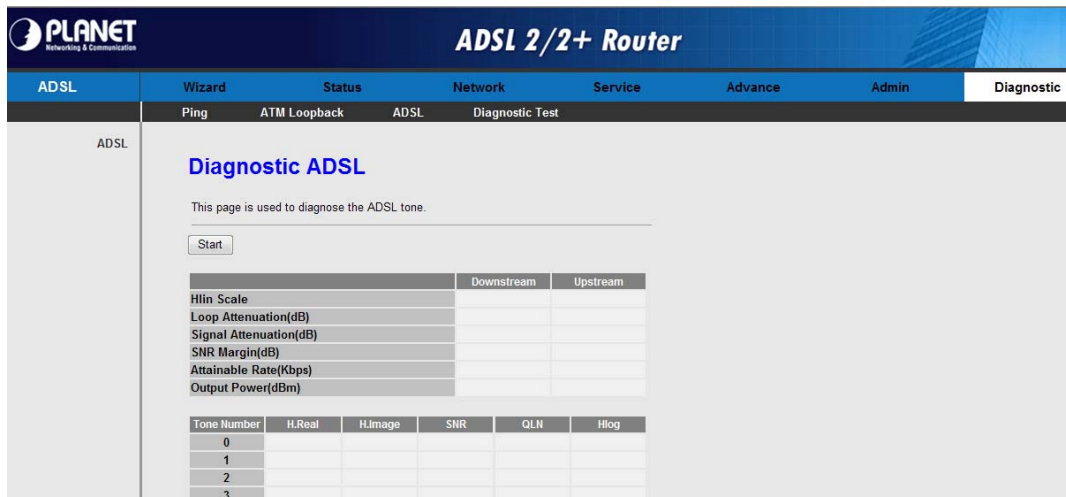 PLANET
Networking & Communication
ADSL 2/2+ Router
ADSL Wizard Status Network Service Advance Admin Diagnostic
Ping ATM Loopback ADSL Diagnostic Test
ADSL
Diagnostic ADSL
This page is used to diagnose the ADSL tone.
Start
Downstream Upstream
Hlin Scale
Loop Attenuation(dB)
Signal Attenuation(dB)
SNR Margin(dB)
Attainable Rate(Kbps)
Output Power(dBm)
Tone Number H.Real H.Image SNR QLN Hlog
0
1
2
3